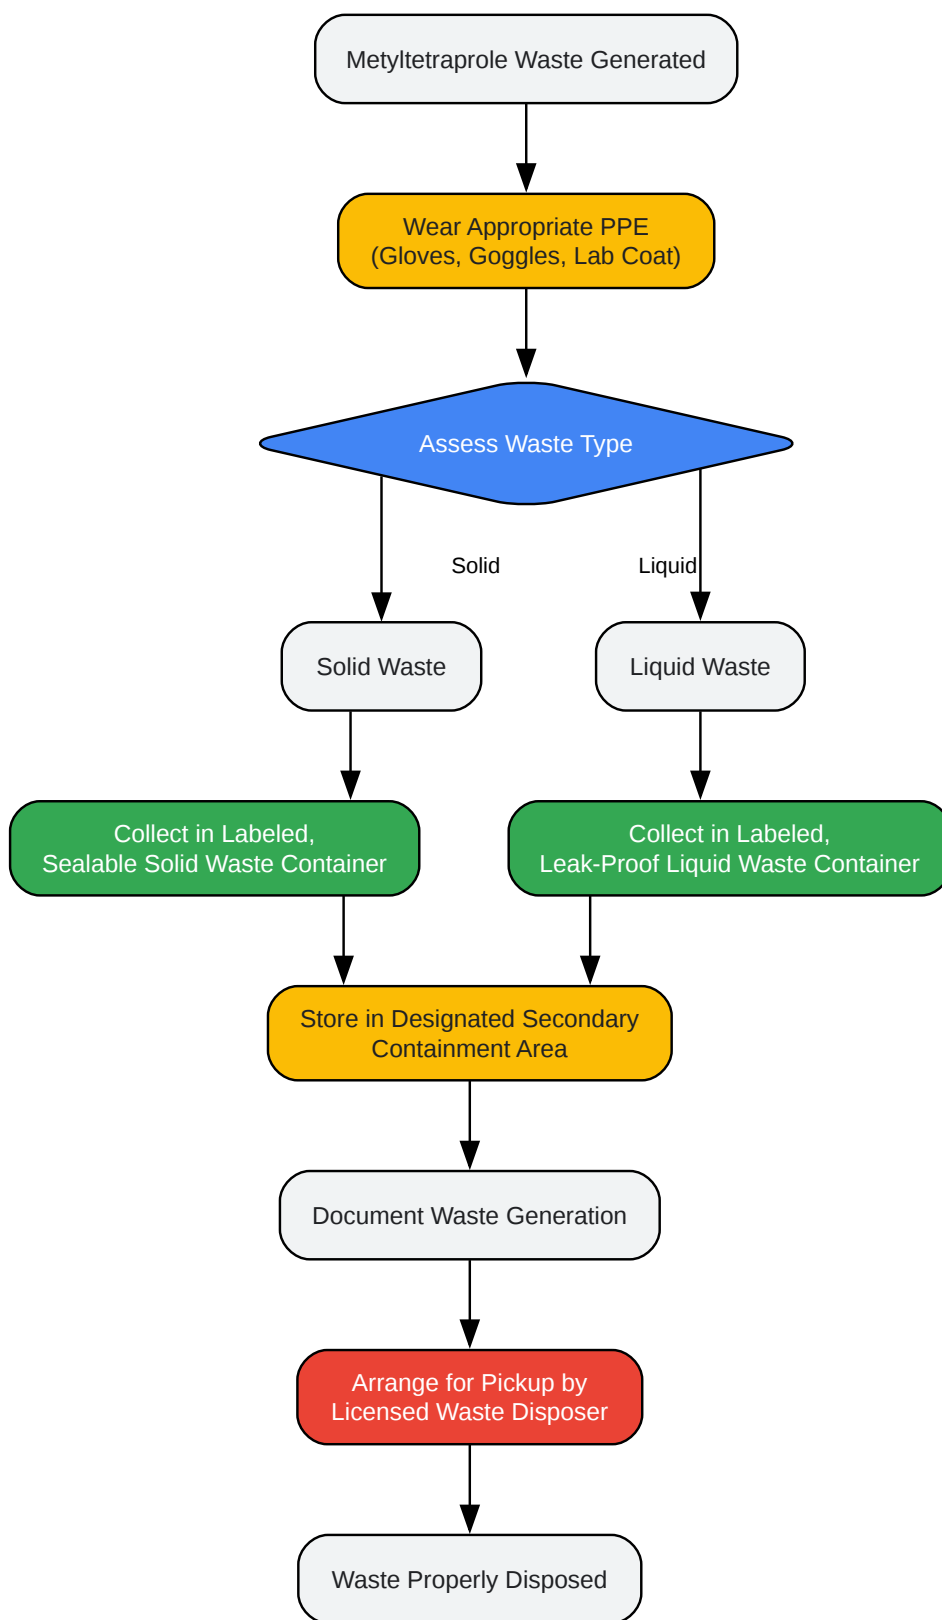 Metyltetraprole Waste Generated
Wear Appropriate PPE
(Gloves, Goggles, Lab Coat)
Assess Waste Type
Solid
Liquid
Solid Waste
Liquid Waste
Collect in Labeled,
Sealable Solid Waste Container
Collect in Labeled,
Leak-Proof Liquid Waste Container
Store in Designated Secondary
Containment Area
Document Waste Generation
Arrange for Pickup by
Licensed Waste Disposer
Waste Properly Disposed